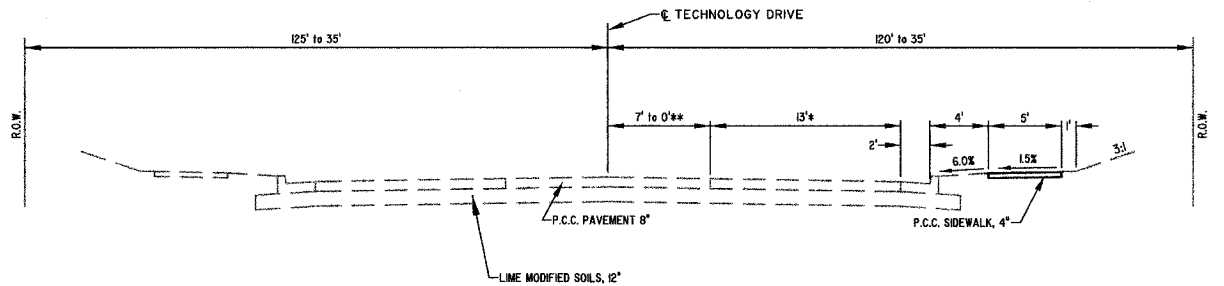 ℄ TECHNOLOGY DRIVE
125' to 35'
120' to 35'
R.O.W.
R.O.W.
7' to 0'**
13'*
4'
5'
1'
2'
6.0%
1.5%
3:1
P.C.C. PAVEMENT 8"
P.C.C. SIDEWALK, 4"
LIME MODIFIED SOILS, 12"